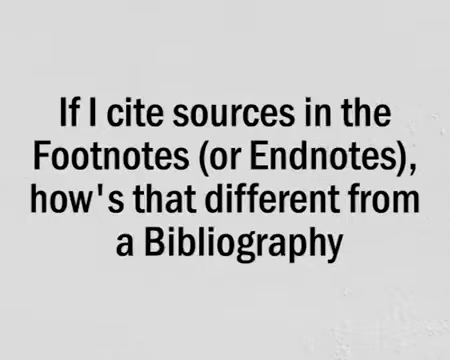 If I cite sources in the
Footnotes (or Endnotes),
how's that different from
a Bibliography